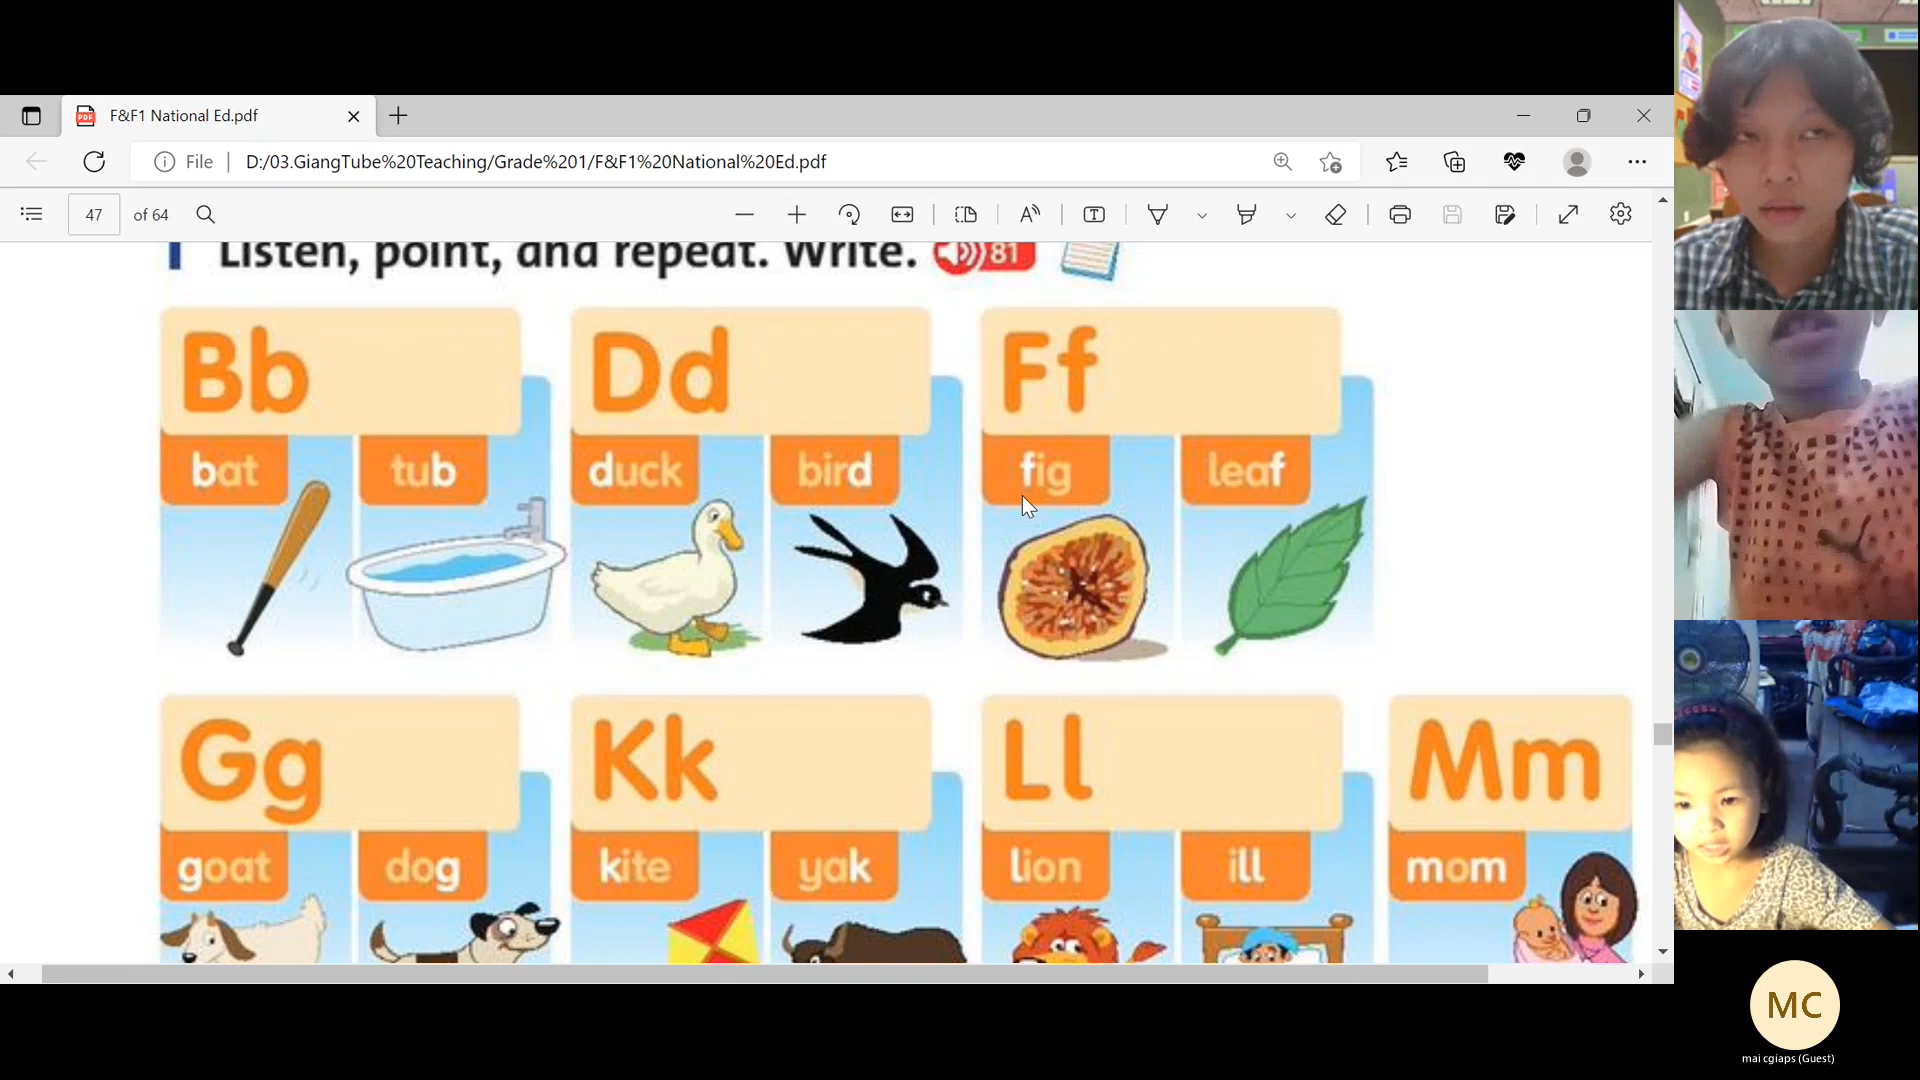 F&F1 National Ed.pdf
File D:/03.GiangTube%20Teaching/Grade%201/F&F1%20National%20Ed.pdf
47 of 64
Listen, point, and repeat. Write. 81
Bb Dd Ff
bat tub duck bird fig leaf
Gg Kk Ll Mm
goat dog kite yak lion ill mom
MC
mai cgiaps (Guest)